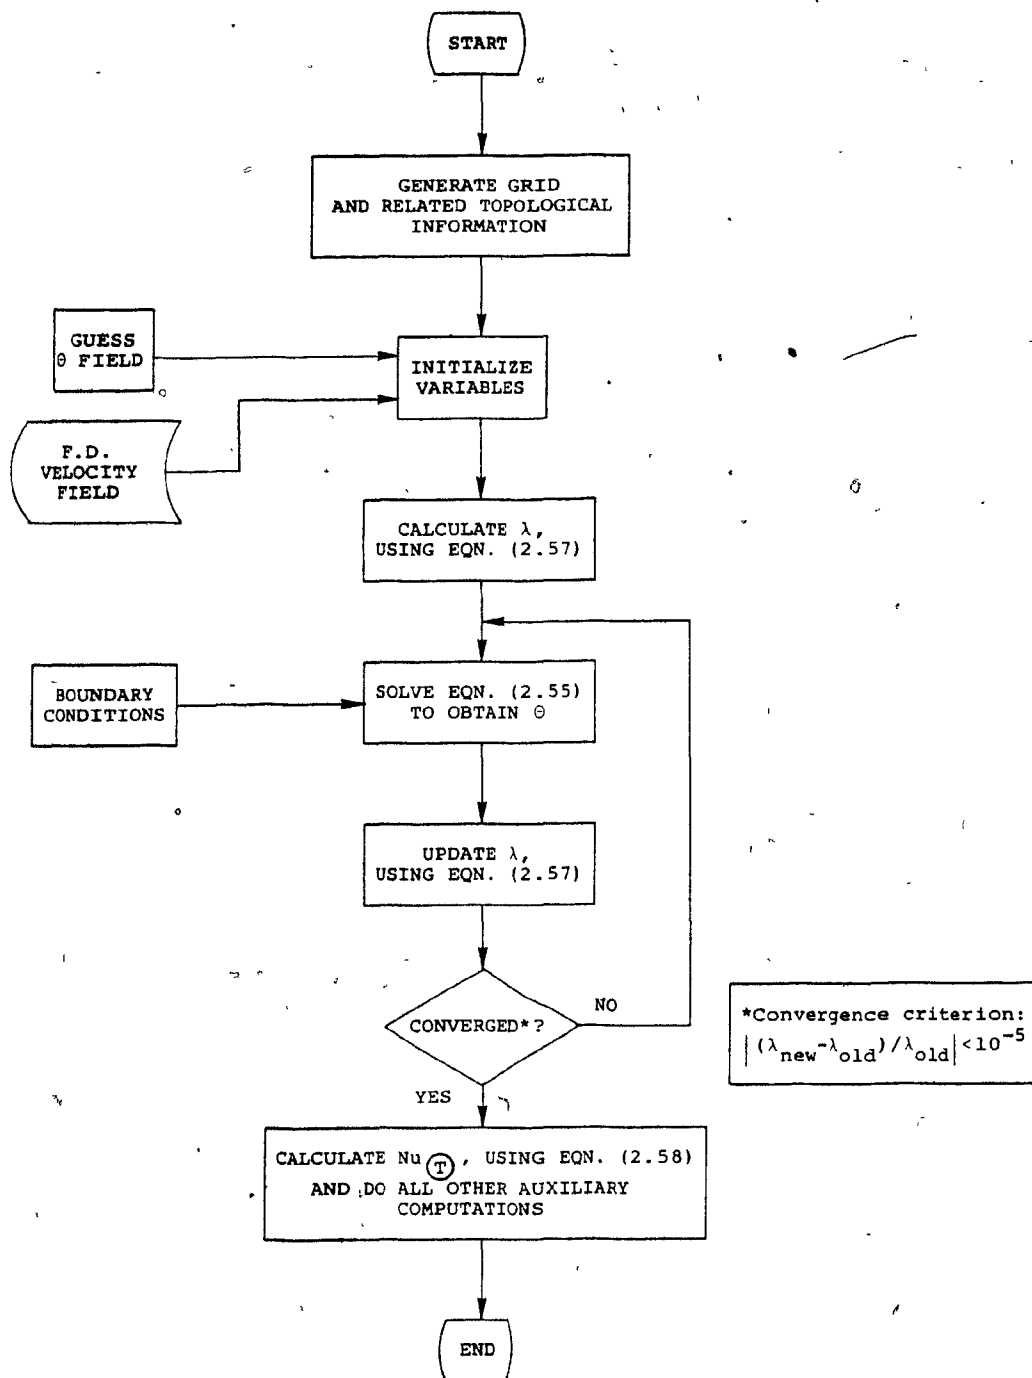 START
GENERATE GRID
AND RELATED TOPOLOGICAL
INFORMATION
GUESS
θ FIELD
INITIALIZE
VARIABLES
F.D.
VELOCITY
FIELD
CALCULATE λ,
USING EQN. (2.57)
BOUNDARY
CONDITIONS
SOLVE EQN. (2.55)
TO OBTAIN θ
UPDATE λ,
USING EQN. (2.57)
CONVERGED*?
NO
*Convergence criterion:
|(λnew-λold)/λold|<10⁻⁵
YES
CALCULATE NuⓉ, USING EQN. (2.58)
AND DO ALL OTHER AUXILIARY
COMPUTATIONS
END